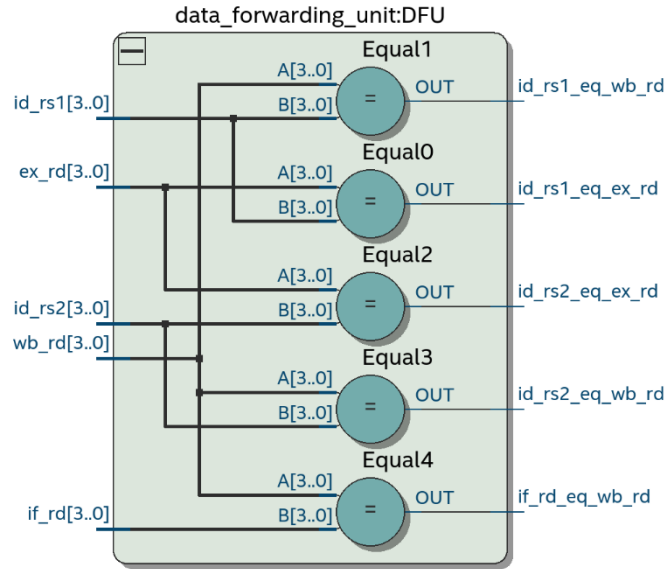 data_forwarding_unit:DFU
Equal1
A[3..0]
OUT
id_rs1_eq_wb_rd
id_rs1[3..0]
B[3..0]
=
Equal0
ex_rd[3..0]
A[3..0]
OUT
id_rs1_eq_ex_rd
B[3..0]
=
Equal2
A[3..0]
OUT
id_rs2_eq_ex_rd
id_rs2[3..0]
B[3..0]
=
wb_rd[3..0]
Equal3
A[3..0]
OUT
id_rs2_eq_wb_rd
B[3..0]
=
Equal4
A[3..0]
OUT
if_rd_eq_wb_rd
if_rd[3..0]
B[3..0]
=